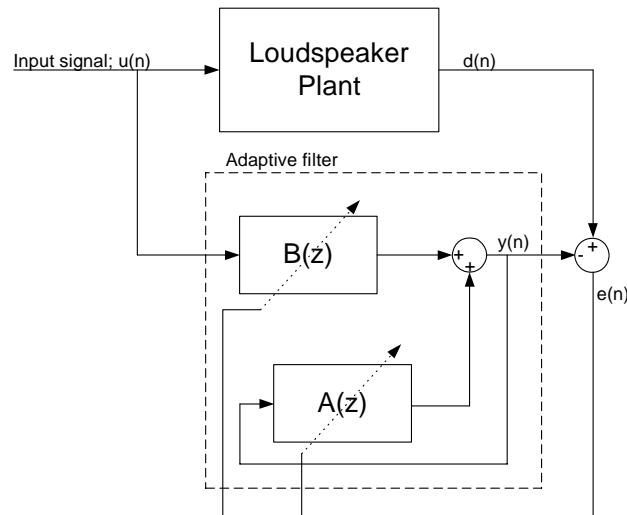 Loudspeaker
Plant
Input signal; u(n)
d(n)
Adaptive filter
B(z)
+
+
y(n)
-
+
e(n)
A(z)